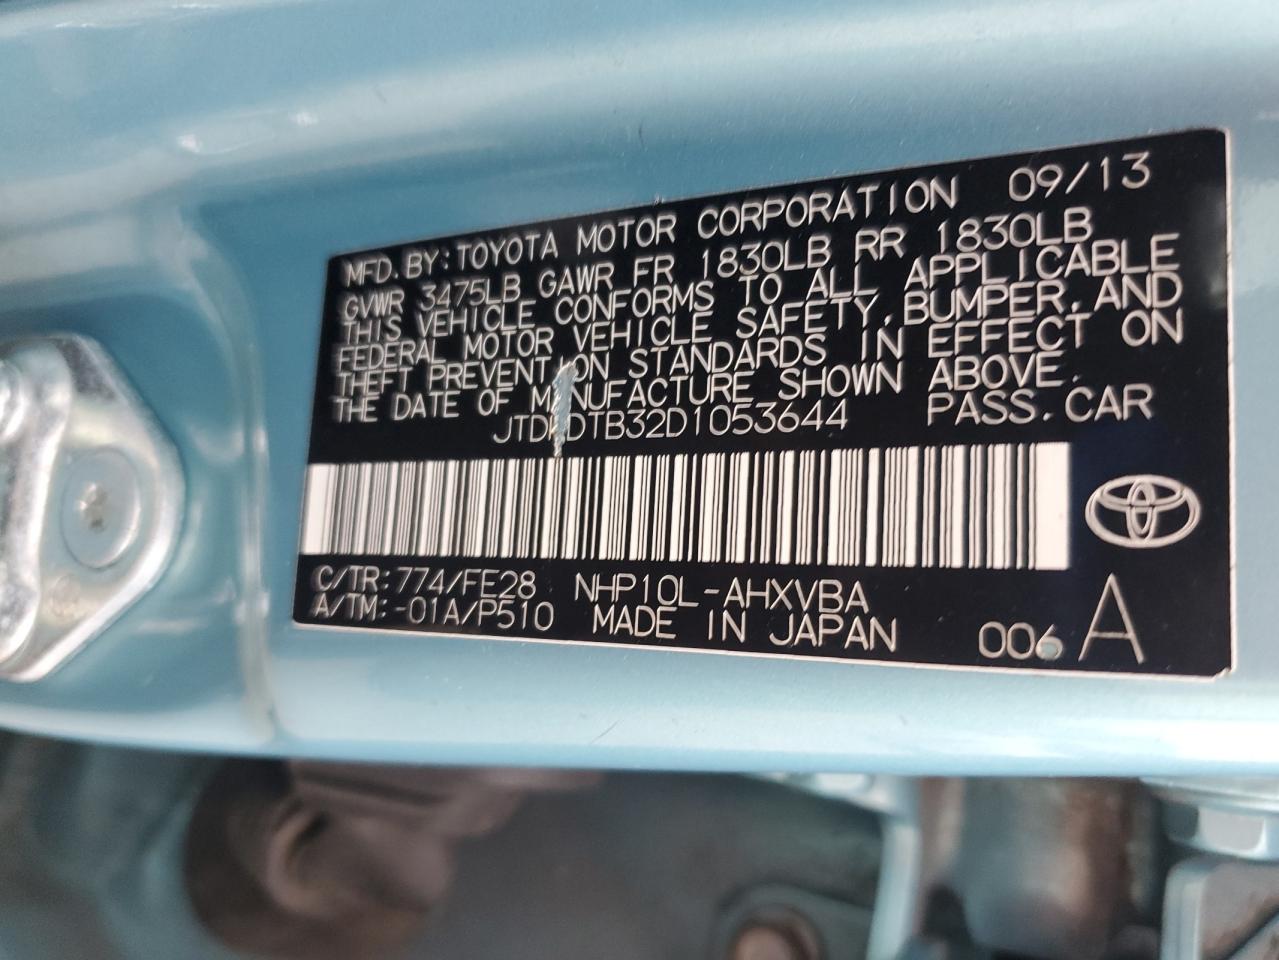 MFD. BY: TOYOTA MOTOR CORPORATION 09/13
GVWR 3475LB GAWR FR 1830LB RR 1830LB
THIS VEHICLE CONFORMS TO ALL APPLICABLE
FEDERAL MOTOR VEHICLE SAFETY, BUMPER, AND
THEFT PREVENTION STANDARDS IN EFFECT ON
THE DATE OF MANUFACTURE SHOWN ABOVE.
JTDKDTB32D1053644 PASS. CAR
C/TR: 774/FE28 NHP10L-AHXVBA
A/TM: -01A/P510 MADE IN JAPAN 006 A